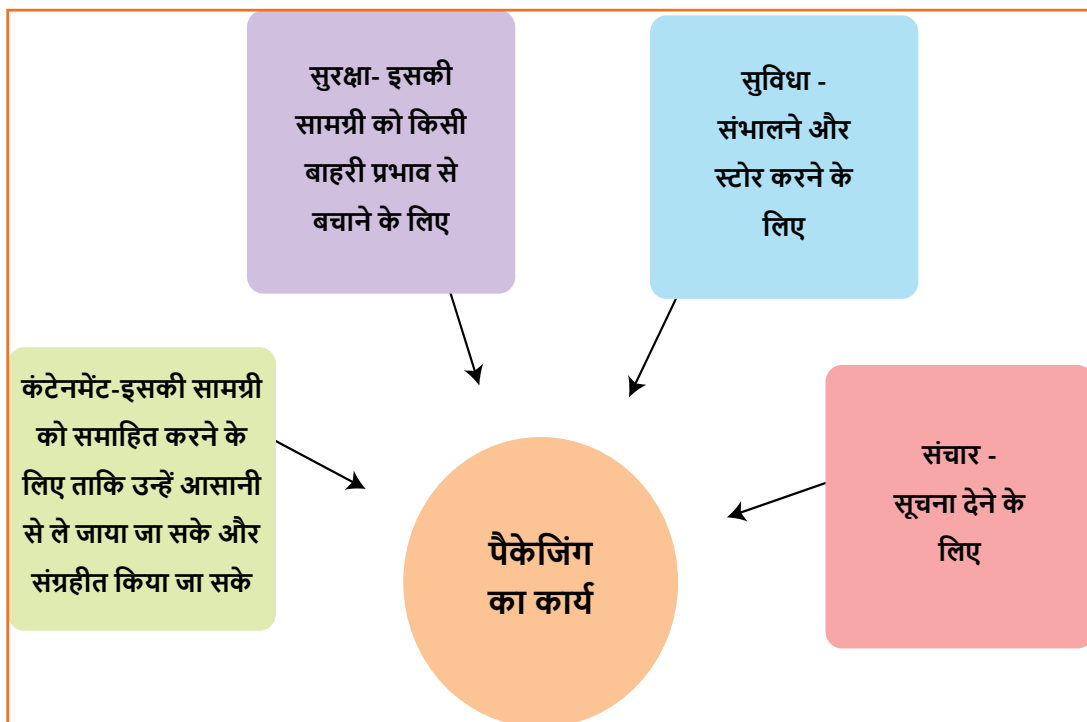 सुरक्षा- इसकी
सामग्री को किसी
बाहरी प्रभाव से
बचाने के लिए
सुविधा -
संभालने और
स्टोर करने के
लिए
कंटेनमेंट-इसकी सामग्री
को समाहित करने के
लिए ताकि उन्हें आसानी
से ले जाया जा सके और
संग्रहीत किया जा सके
संचार -
सूचना देने के
लिए
पैकेजिंग
का कार्य